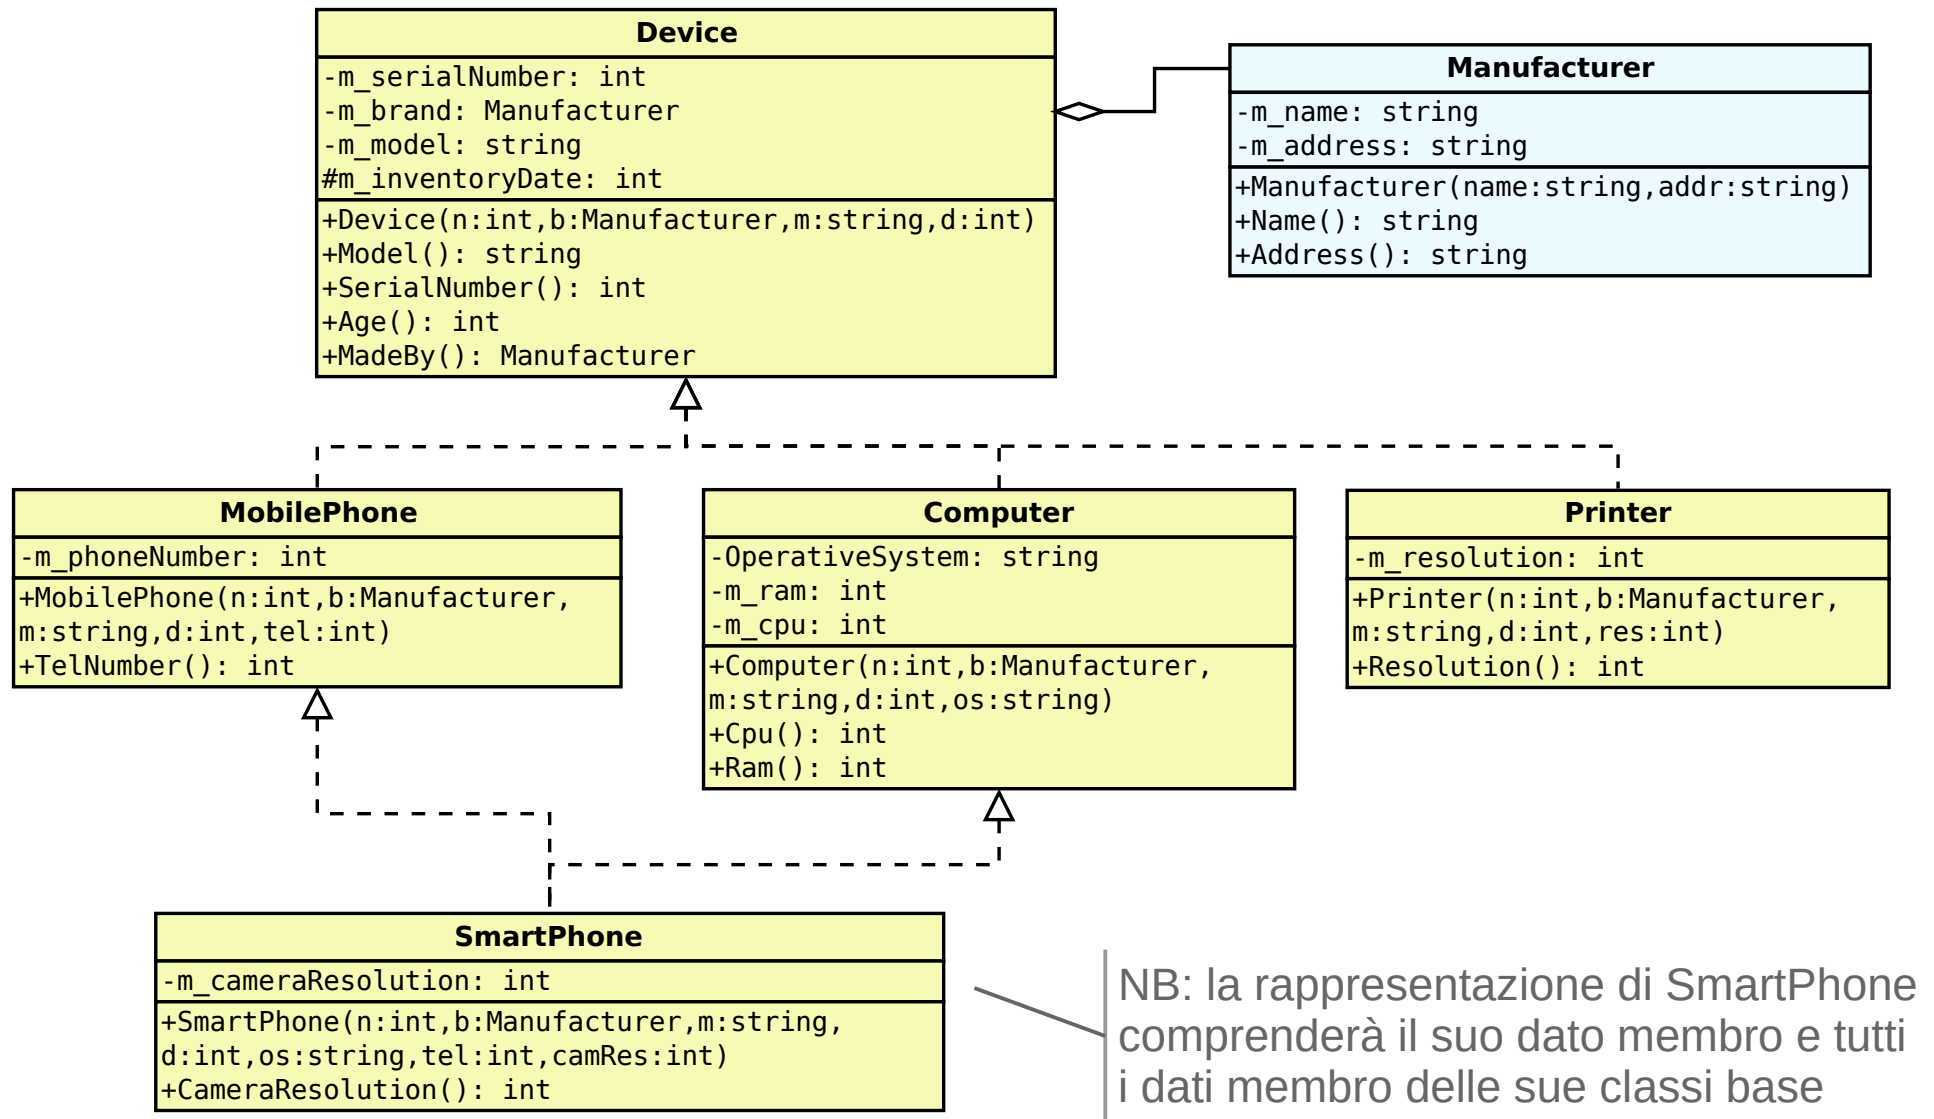 Device
-m_serialNumber: int
-m_brand: Manufacturer
-m_model: string
#m_inventoryDate: int
+Device(n:int,b:Manufacturer,m:string,d:int)
+Model(): string
+SerialNumber(): int
+Age(): int
+MadeBy(): Manufacturer
Manufacturer
-m_name: string
-m_address: string
+Manufacturer(name:string,addr:string)
+Name(): string
+Address(): string
MobilePhone
-m_phoneNumber: int
+MobilePhone(n:int,b:Manufacturer,
m:string,d:int,tel:int)
+TelNumber(): int
Computer
-OperativeSystem: string
-m_ram: int
-m_cpu: int
+Computer(n:int,b:Manufacturer,
m:string,d:int,os:string)
+Cpu(): int
+Ram(): int
Printer
-m_resolution: int
+Printer(n:int,b:Manufacturer,
m:string,d:int,res:int)
+Resolution(): int
SmartPhone
-m_cameraResolution: int
+SmartPhone(n:int,b:Manufacturer,m:string,
d:int,os:string,tel:int,camRes:int)
+CameraResolution(): int
NB: la rappresentazione di SmartPhone
comprenderà il suo dato membro e tutti
i dati membro delle sue classi base